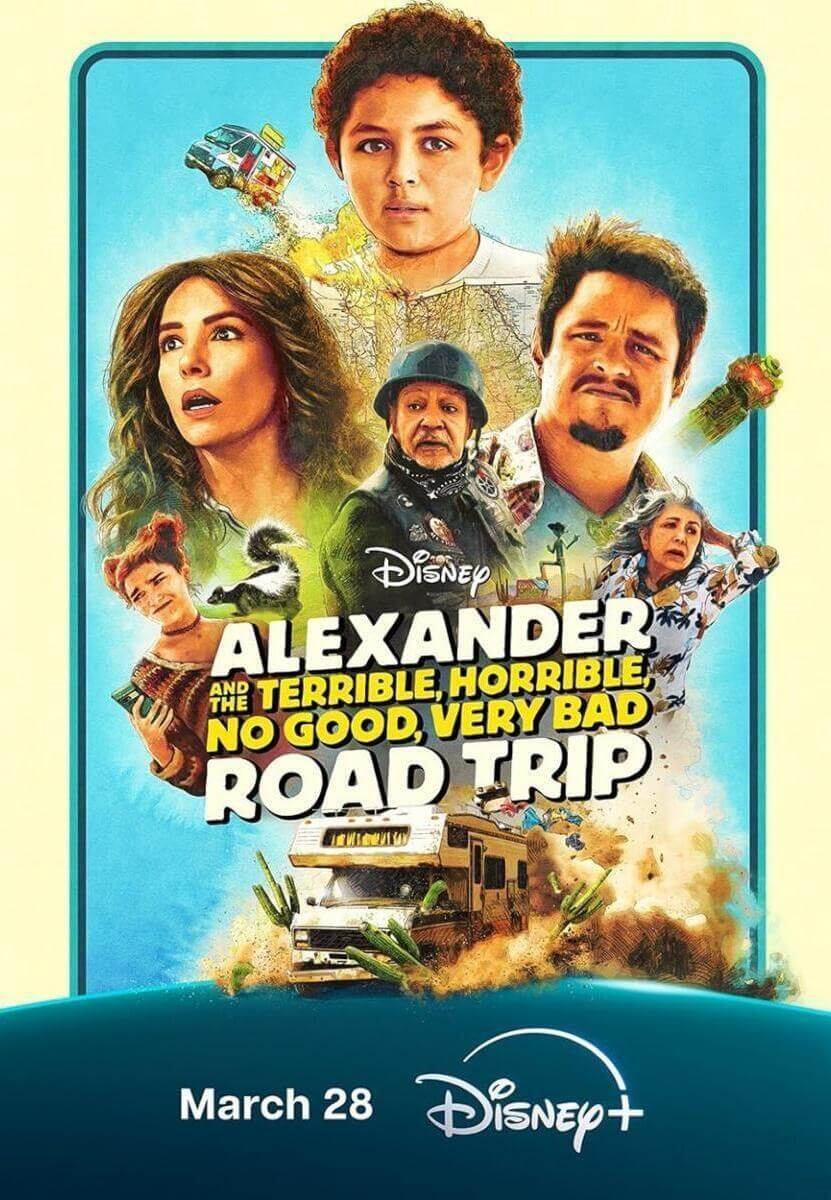 DISNEY
ALEXANDER
AND THE TERRIBLE, HORRIBLE,
NO GOOD, VERY BAD
ROAD TRIP
March 28
DISNEY+